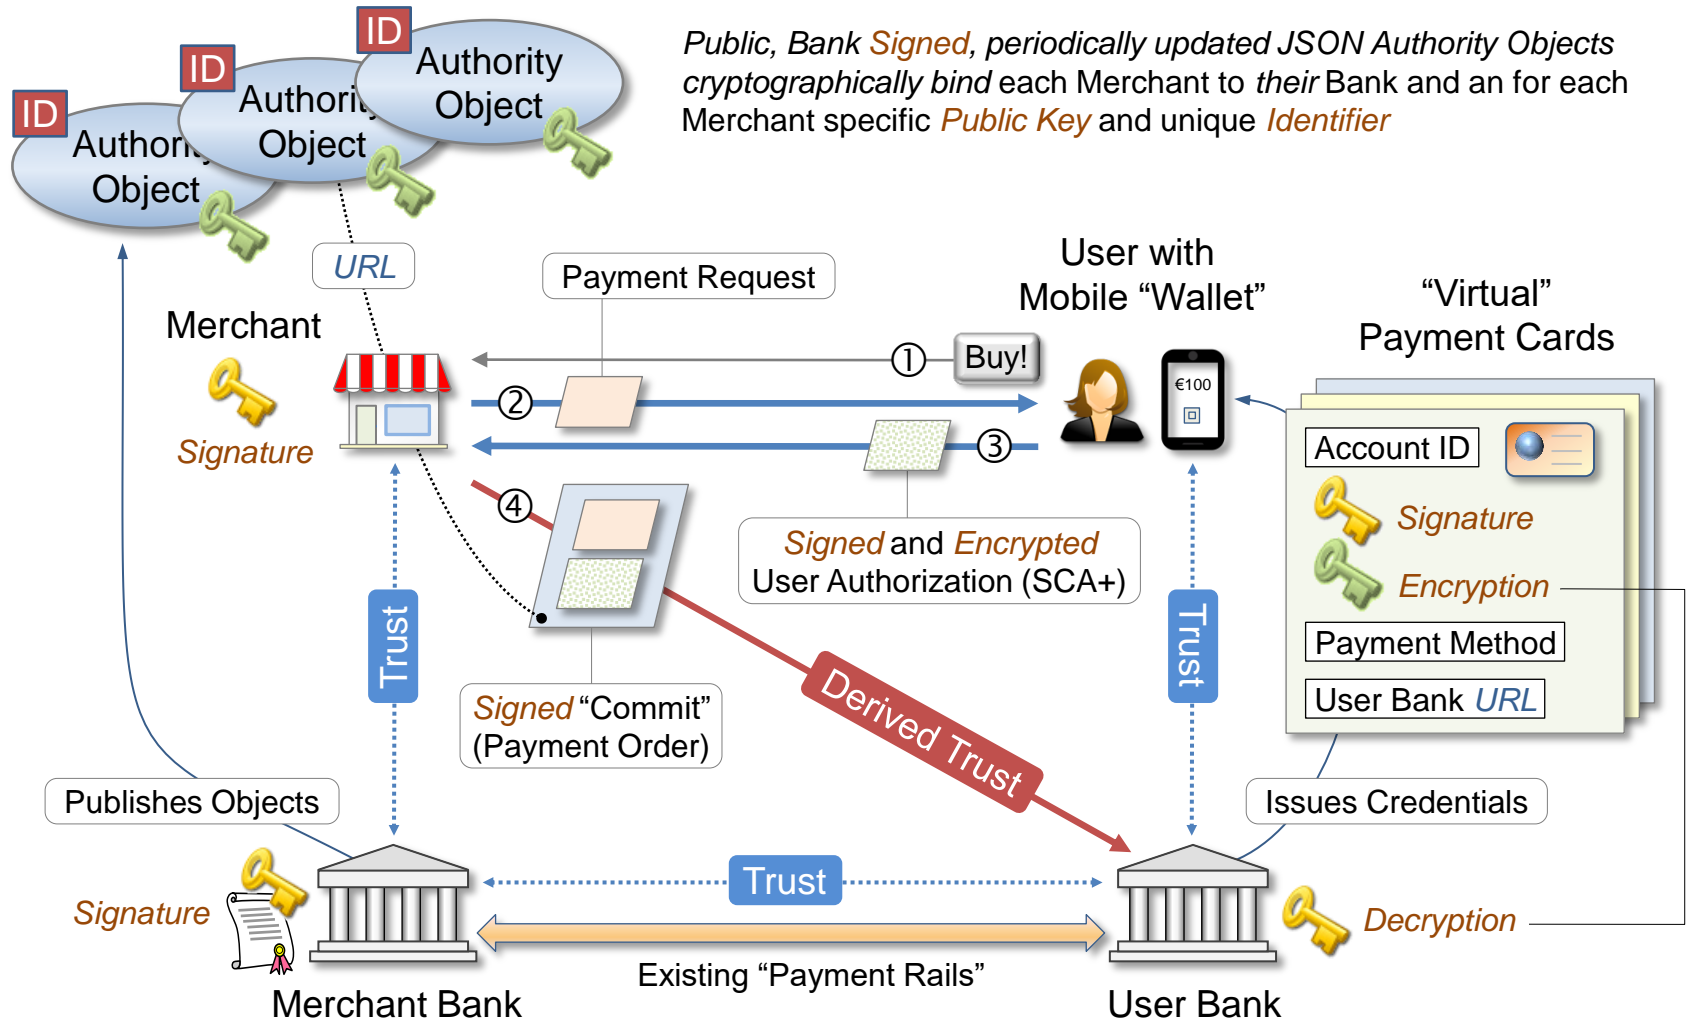 ID
Authority
Object
ID
Authority
Object
ID
Authority
Object
Public, Bank Signed, periodically updated JSON Authority Objects
cryptographically bind each Merchant to their Bank and an for each
Merchant specific Public Key and unique Identifier
URL
Payment Request
User with
Mobile “Wallet”
“Virtual”
Payment Cards
Merchant
Signature
1
Buy!
2
€100
3
4
Account ID
Signature
Encryption
Payment Method
User Bank URL
Signed and Encrypted
User Authorization (SCA+)
Trust
Trust
Signed “Commit”
(Payment Order)
Derived Trust
Publishes Objects
Issues Credentials
Trust
Signature
Decryption
Existing “Payment Rails”
Merchant Bank
User Bank